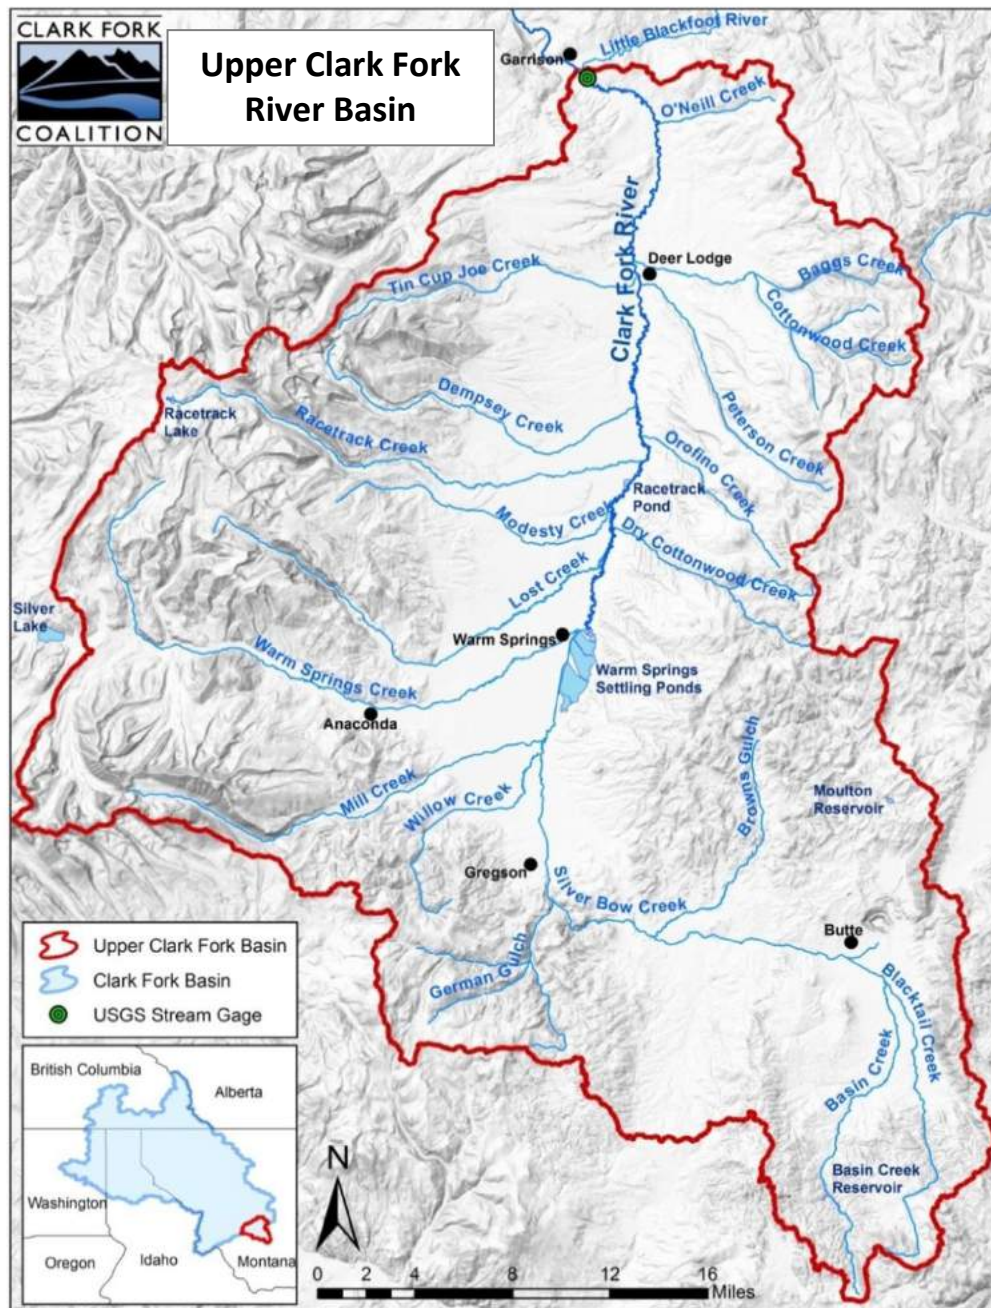 CLARK FORK
COALITION
Upper Clark Fork
River Basin
Little Blackfoot River
Garrison
O'Neill Creek
Clark Fork River
Deer Lodge
Baggs Creek
Tin Cup Joe Creek
Cottonwood Creek
Dempsey Creek
Peterson Creek
Racetrack
Lake
Racetrack Creek
Orofino Creek
Racetrack
Pond
Modesty Creek
Dry Cottonwood Creek
Lost Creek
Silver
Lake
Warm Springs
Warm Springs
Settling Ponds
Warm Springs Creek
Anaconda
Browns Gulch
Mill Creek
Moulton
Reservoir
Willow Creek
Gregson
Silver Bow Creek
Butte
German Gulch
Blacktail Creek
Basin Creek
Basin Creek
Reservoir
Upper Clark Fork Basin
Clark Fork Basin
USGS Stream Gage
British Columbia
Alberta
Washington
Oregon
Idaho
Montana
N
0 2 4 8 12 16
Miles